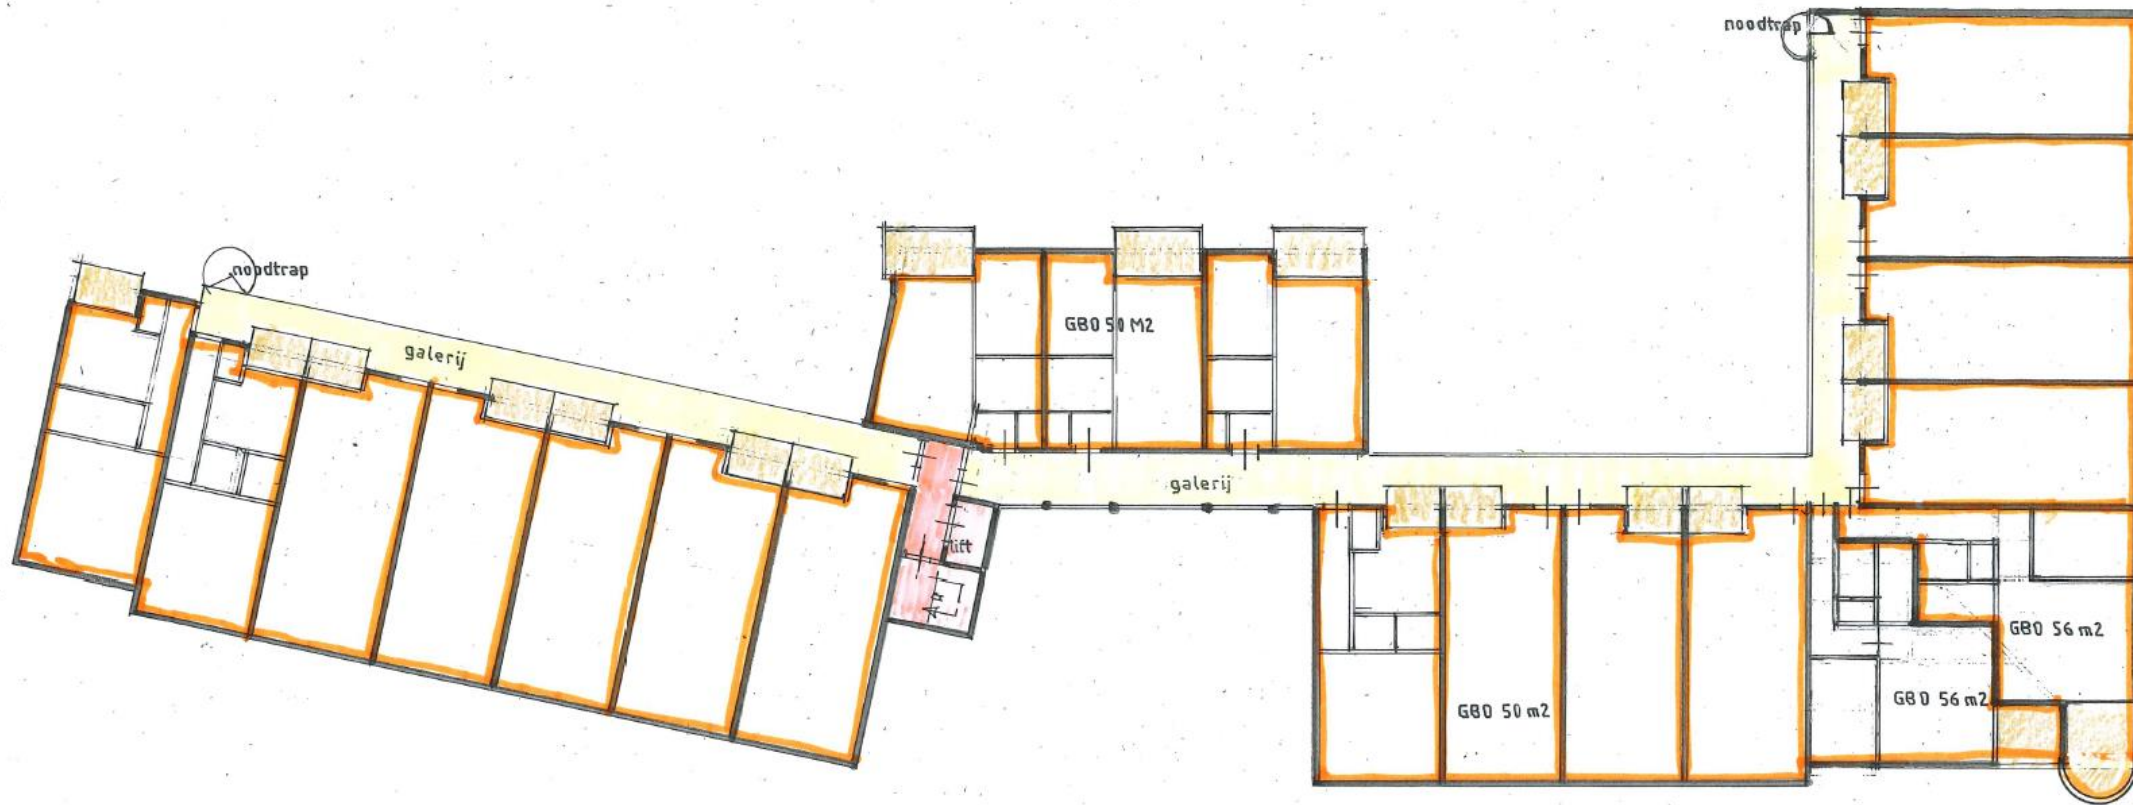 noodtrap
noodtrap
galerij
GBO 50 M2
galerij
lift
GBO 50 m2
GBO 56 m2
GBO 56 m2